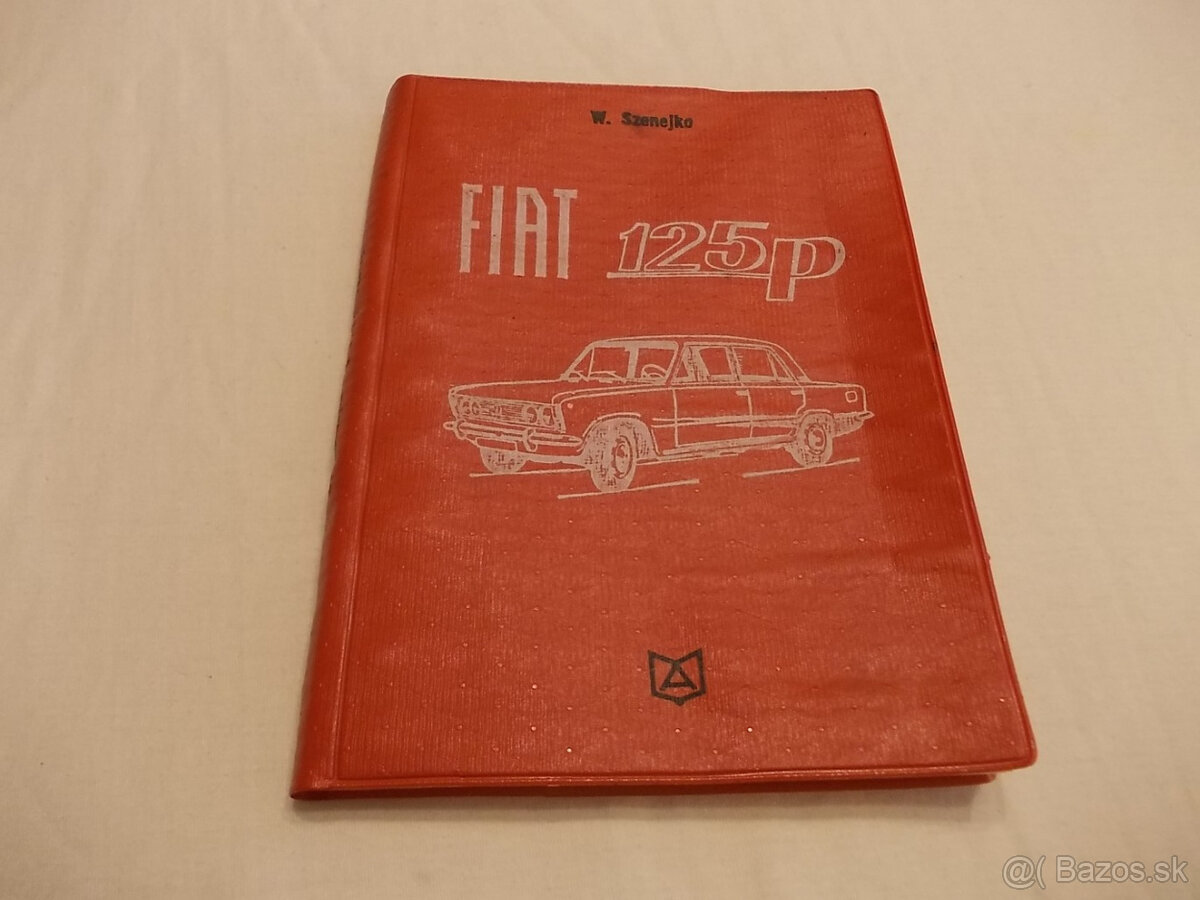 W. Szenejko
FIAT 125p
@( Bazos.sk